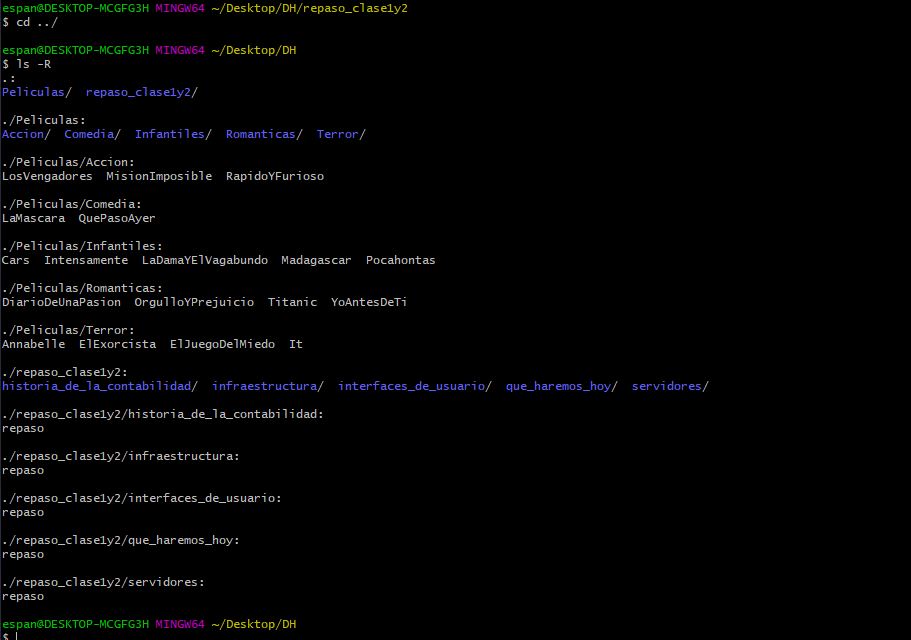 espan@DESKTOP-MCGFG3H MINGW64 ~/Desktop/DH/repaso_clase1y2
$ cd ../
espan@DESKTOP-MCGFG3H MINGW64 ~/Desktop/DH
$ ls -R
.:
Peliculas/  repaso_clase1y2/
./Peliculas:
Accion/  Comedia/  Infantiles/  Romanticas/  Terror/
./Peliculas/Accion:
LosVengadores  MisionImposible  RapidoYFurioso
./Peliculas/Comedia:
LaMascara  QuePasoAyer
./Peliculas/Infantiles:
Cars  Intensamente  LaDamaYElVagabundo  Madagascar  Pocahontas
./Peliculas/Romanticas:
DiarioDeUnaPasion  OrgulloYPrejuicio  Titanic  YoAntesDeTi
./Peliculas/Terror:
Annabelle  ElExorcista  ElJuegoDelMiedo  It
./repaso_clase1y2:
historia_de_la_contabilidad/  infraestructura/  interfaces_de_usuario/  que_haremos_hoy/  servidores/
./repaso_clase1y2/historia_de_la_contabilidad:
repaso
./repaso_clase1y2/infraestructura:
repaso
./repaso_clase1y2/interfaces_de_usuario:
repaso
./repaso_clase1y2/que_haremos_hoy:
repaso
./repaso_clase1y2/servidores:
repaso
espan@DESKTOP-MCGFG3H MINGW64 ~/Desktop/DH
$